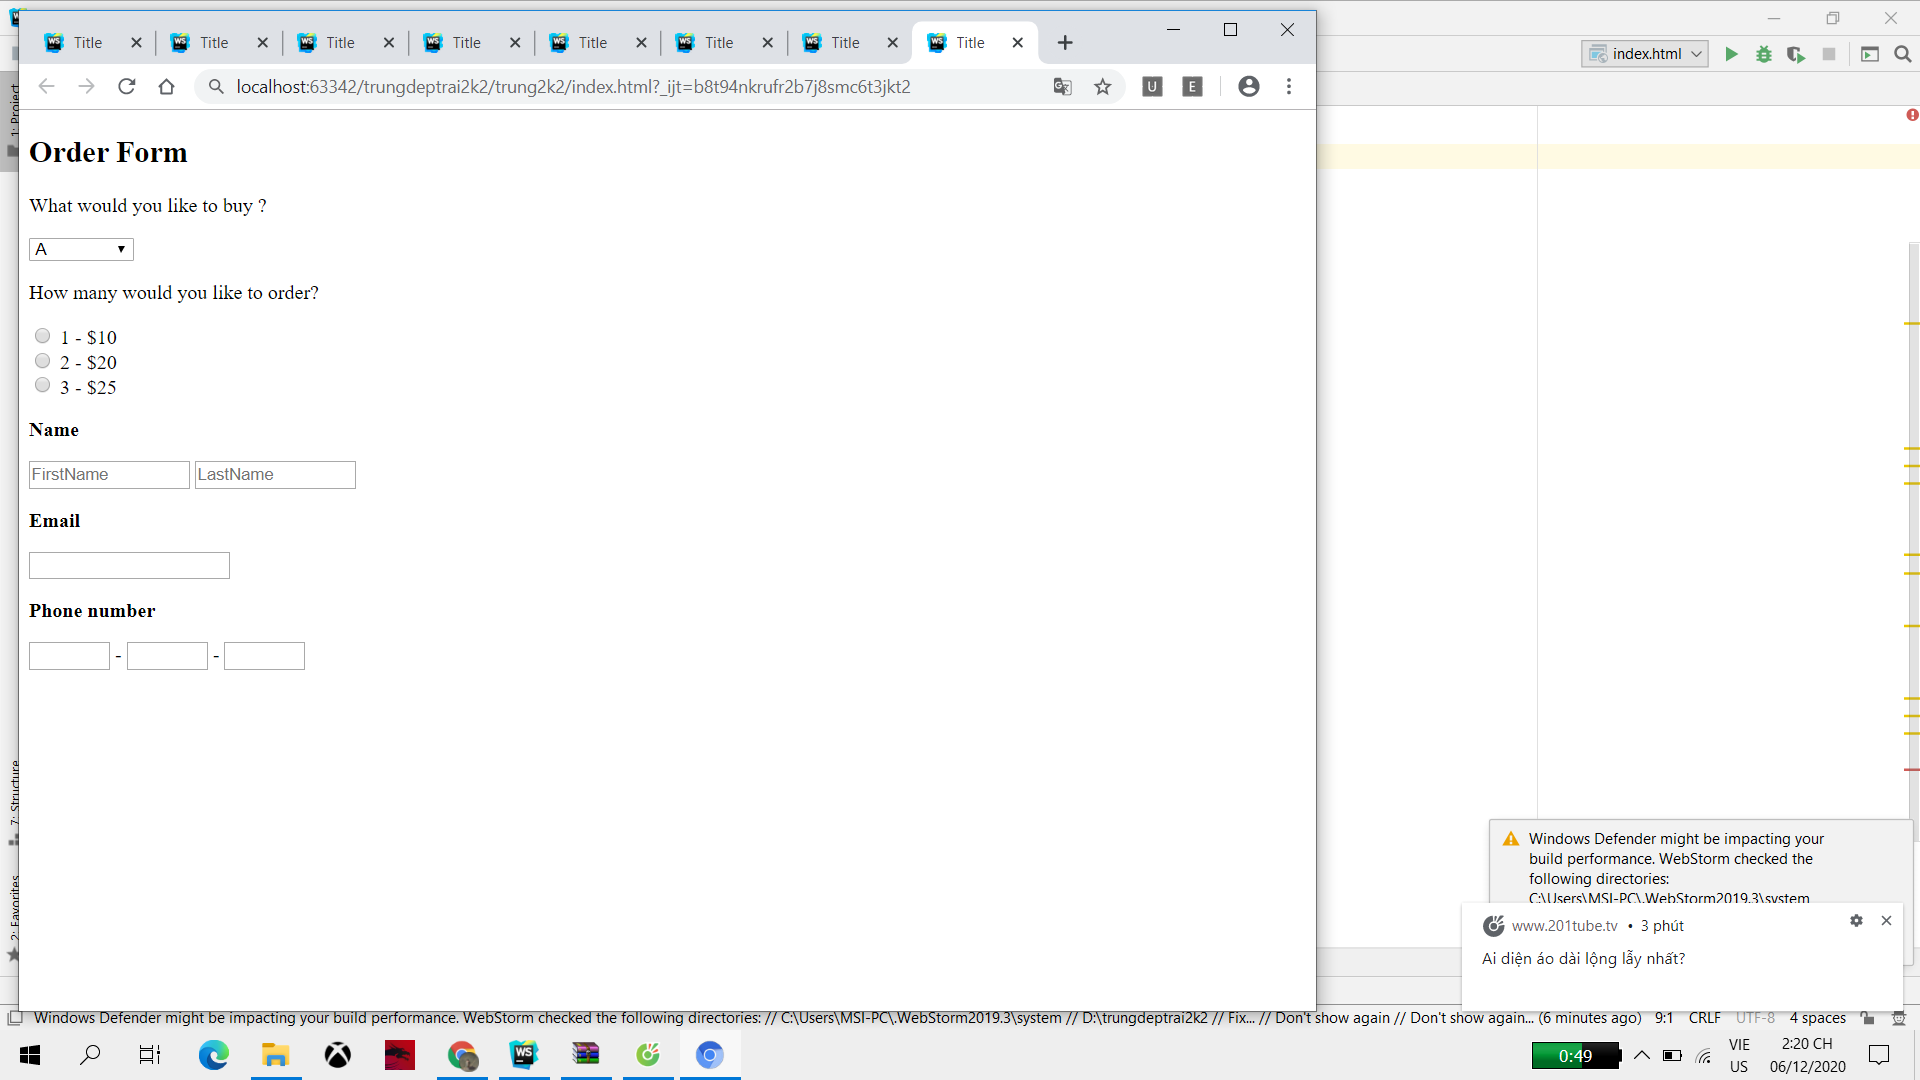 Title
Title
Title
Title
Title
Title
Title
Title
index.html
localhost:63342/trungdeptrai2k2/trung2k2/index.html?_ijt=b8t94nkrufr2b7j8smc6t3jkt2
U
E
1: Project
Order Form
What would you like to buy ?
A
How many would you like to order?
1 - $10
2 - $20
3 - $25
Name
FirstName
LastName
Email
Phone number
-
-
7: Structure
2: Favorites
Windows Defender might be impacting your
build performance. WebStorm checked the
following directories:
C:\Users\MSI-PC\.WebStorm2019.3\system
www.201tube.tv • 3 phút
Ai diện áo dài lộng lẫy nhất?
Windows Defender might be impacting your build performance. WebStorm checked the following directories: // C:\Users\MSI-PC\.WebStorm2019.3\system // D:\trungdeptrai2k2 // Fix... // Don't show again // Don't show again... (6 minutes ago)
9:1
CRLF
UTF-8
4 spaces
WS
0:49
VIE
US
2:20 CH
06/12/2020